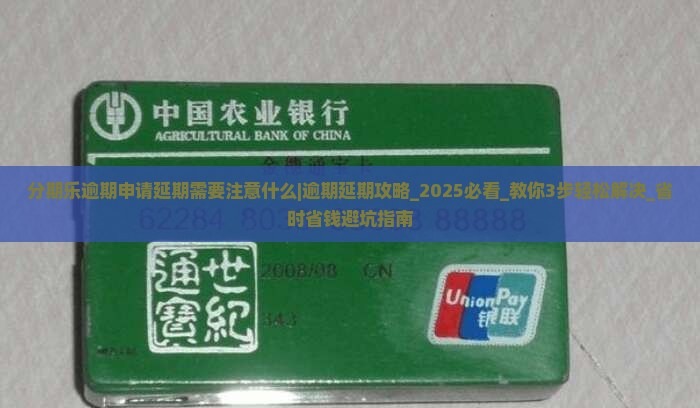 中国农业银行
AGRICULTURAL BANK OF CHINA
分期乐逾期申请延期需要注意什么|逾期延期攻略_2025必看_教你3步轻松解决_省
时省钱避坑指南
2008/08 CN
世纪
通寶
343
UnionPay
银联